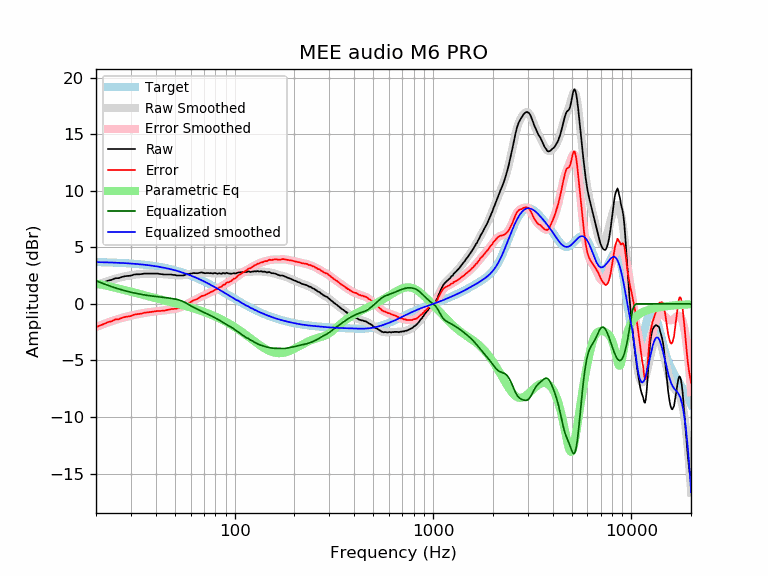 MEE audio M6 PRO
Target
Raw Smoothed
Error Smoothed
Raw
Error
Parametric Eq
Equalization
Equalized smoothed
20
15
10
5
0
−5
−10
−15
Amplitude (dBr)
100
1000
10000
Frequency (Hz)